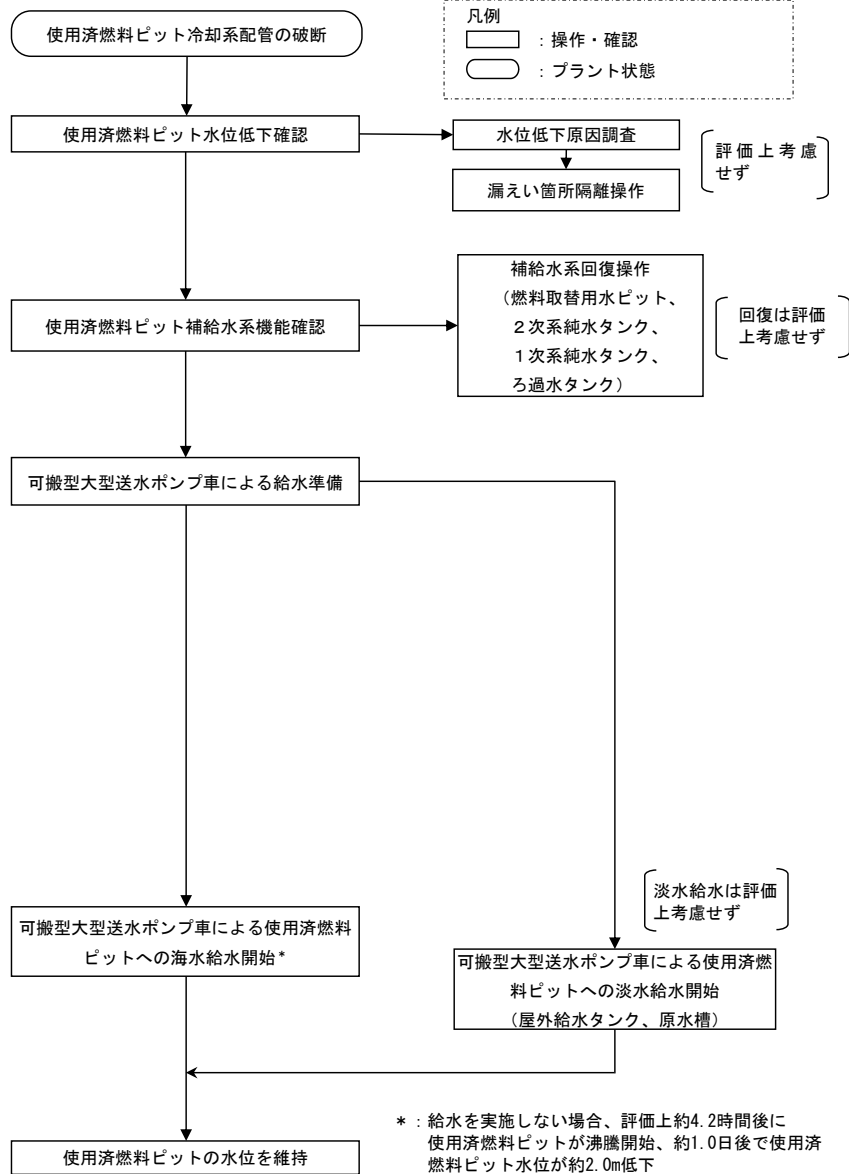 使用済燃料ピット冷却系配管の破断
凡例
：操作・確認
：プラント状態
使用済燃料ピット水位低下確認
水位低下原因調査
漏えい箇所隔離操作
評価上考慮
せず
使用済燃料ピット補給水系機能確認
補給水系回復操作
（燃料取替用水ピット、
２次系純水タンク、
１次系純水タンク、
ろ過水タンク）
回復は評価
上考慮せず
可搬型大型送水ポンプ車による給水準備
可搬型大型送水ポンプ車による使用済燃料
ピットへの海水給水開始*
淡水給水は評価
上考慮せず
可搬型大型送水ポンプ車による使用済燃
料ピットへの淡水給水開始
（屋外給水タンク、原水槽）
使用済燃料ピットの水位を維持
*：給水を実施しない場合、評価上約4.2時間後に
使用済燃料ピットが沸騰開始、約1.0日後で使用済
燃料ピット水位が約2.0m低下